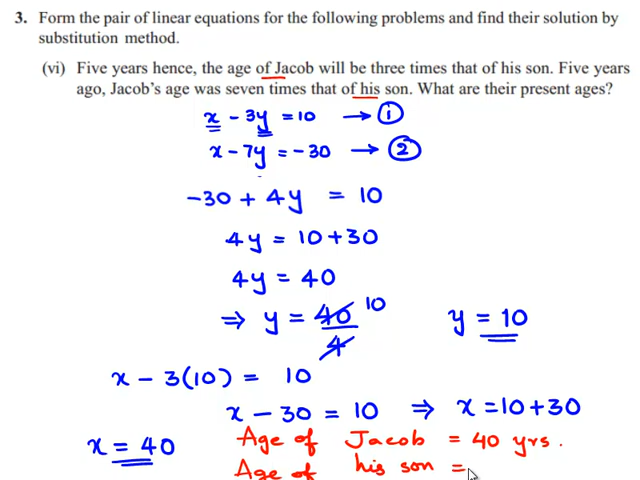 3. Form the pair of linear equations for the following problems and find their solution by
substitution method.
(vi) Five years hence, the age of Jacob will be three times that of his son. Five years
ago, Jacob's age was seven times that of his son. What are their present ages?
x - 3y = 10 → ①
x - 7y = -30 → ②
-30 + 4y = 10
4y = 10 + 30
4y = 40
⇒ y = 40/4 10 y = 10
x - 3(10) = 10
x - 30 = 10 ⇒ x = 10 + 30
x = 40 Age of Jacob = 40 yrs.
Age of his son =